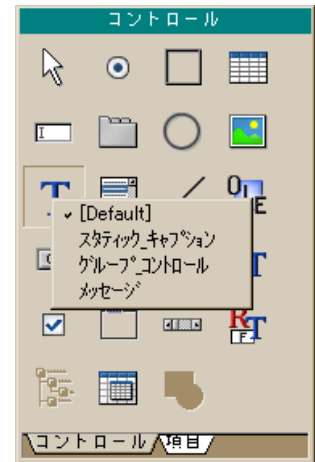 コントロール
[Default]
スタティック_キャプション
グループ_コントロール
メッセージ
コントロール
項目